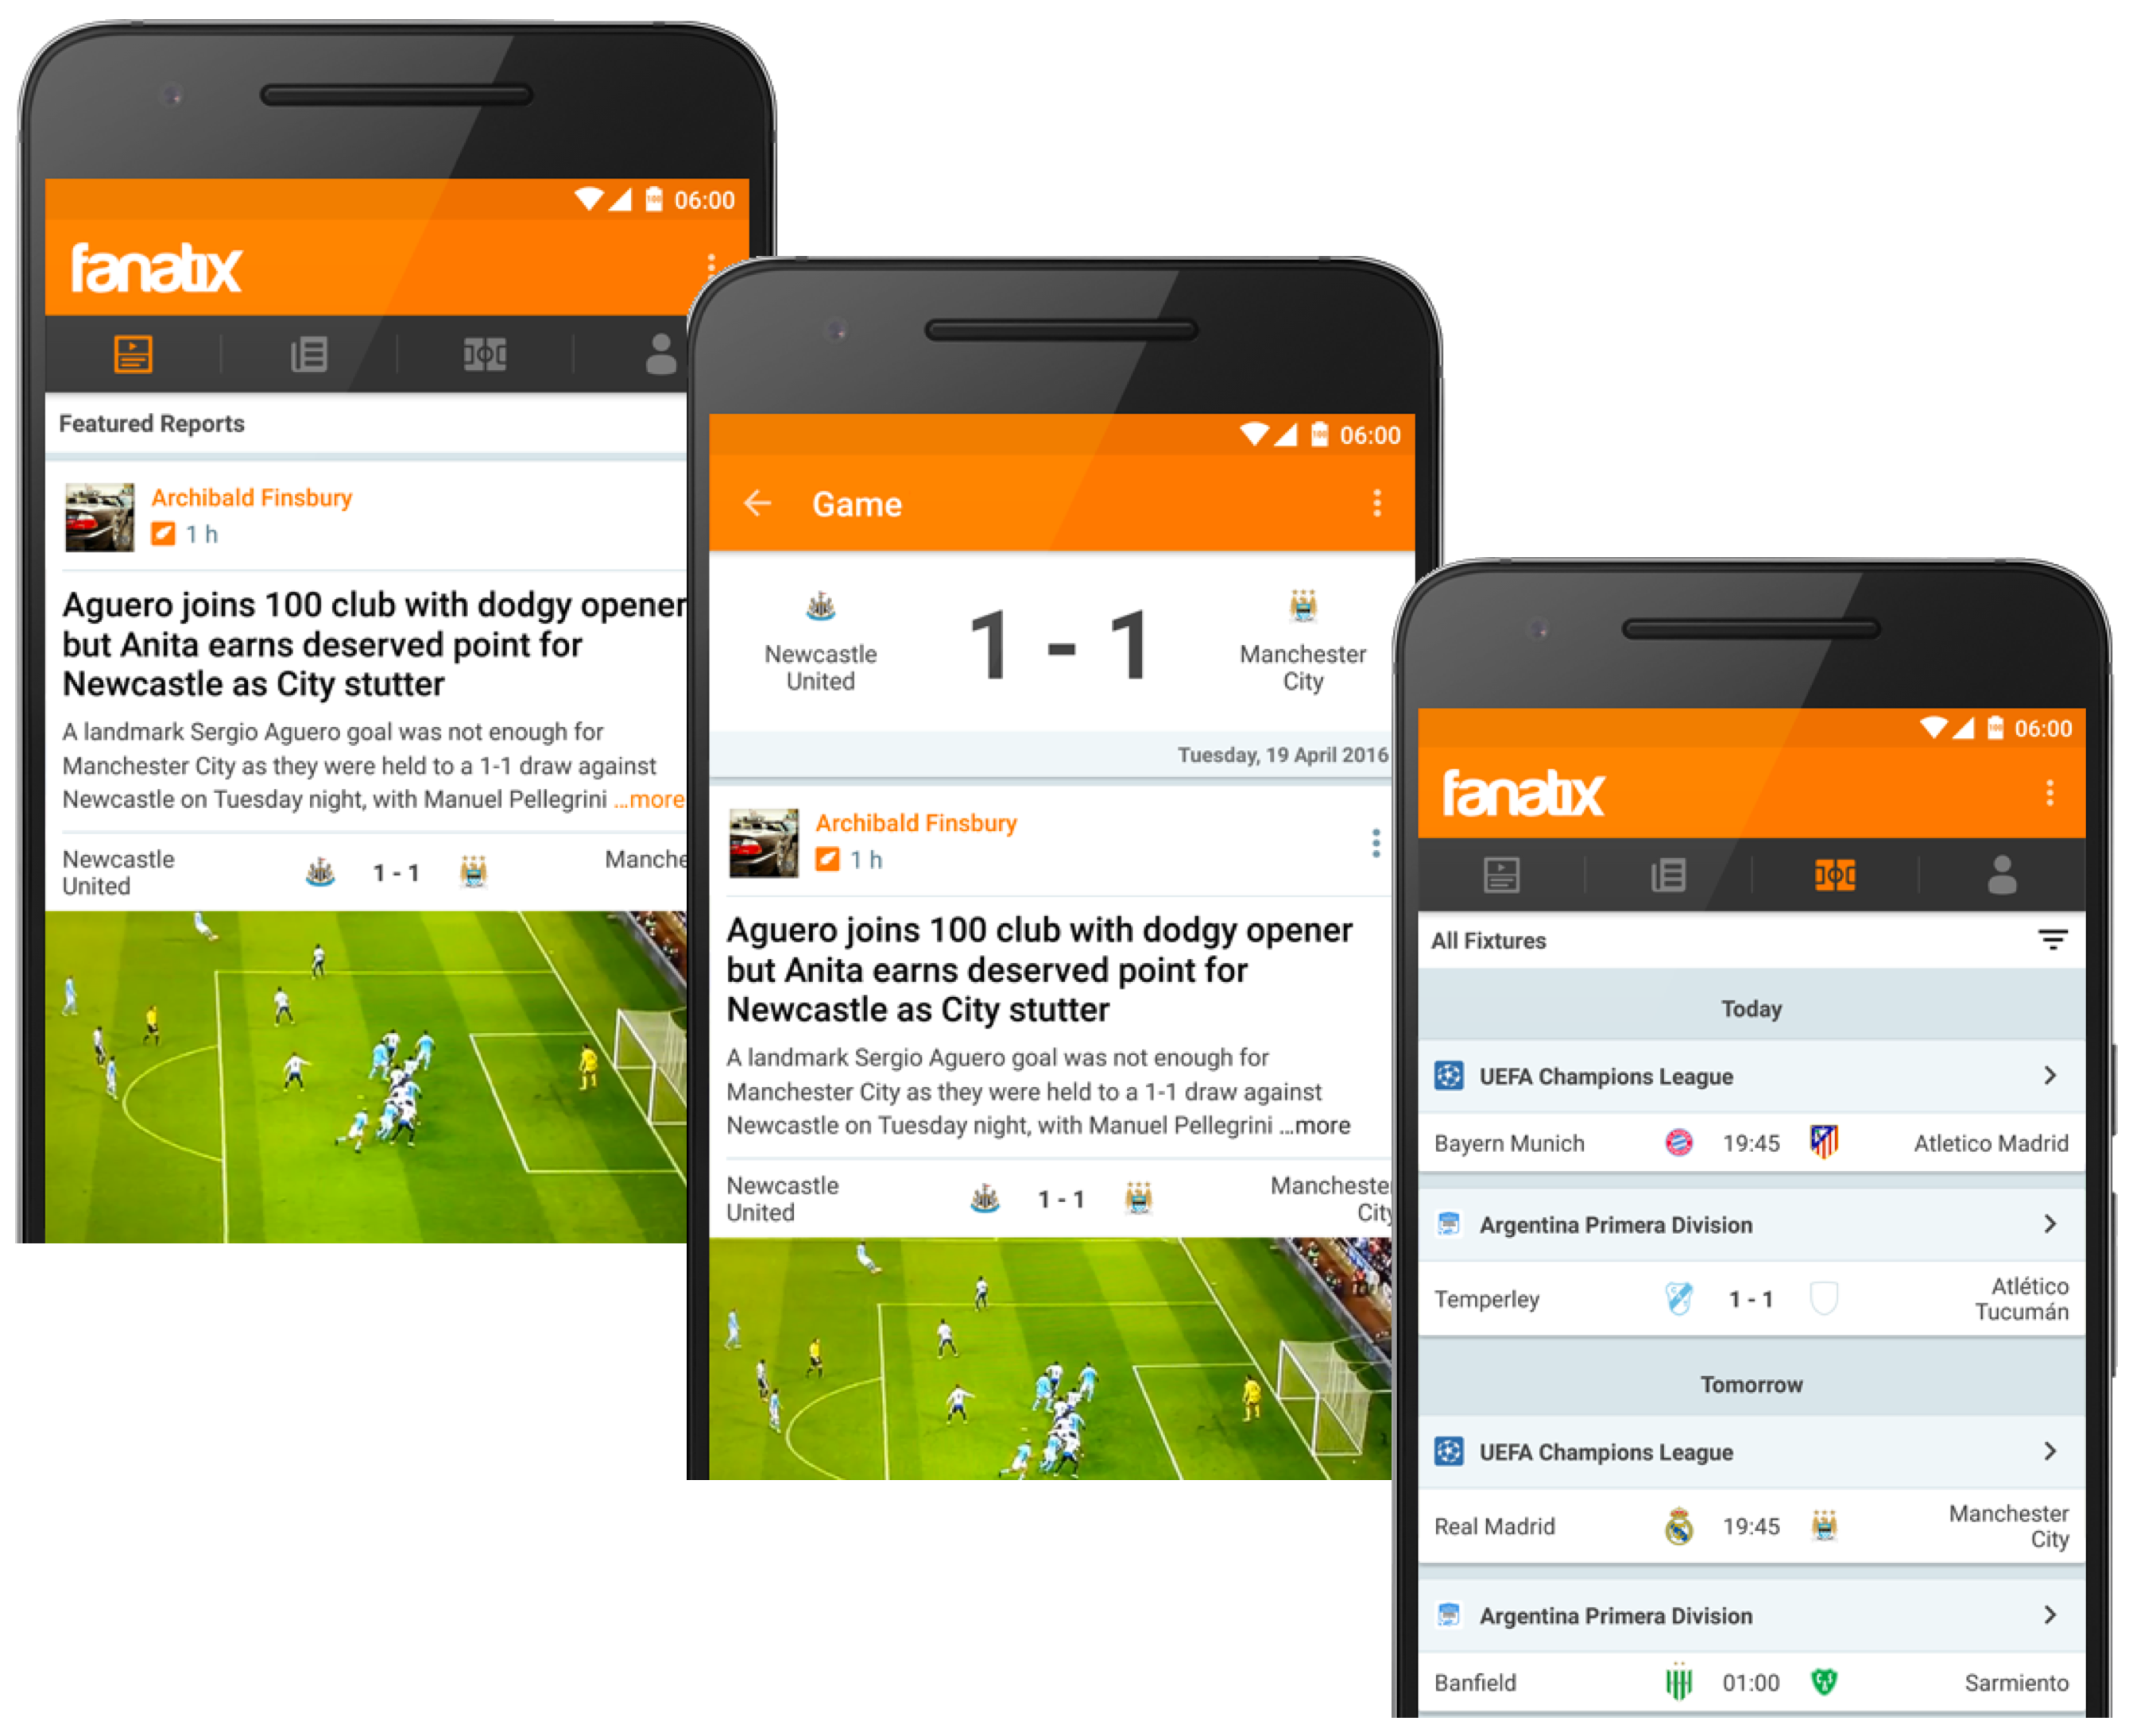 06:00
fanatix
Featured Reports
Archibald Finsbury
1 h
Aguero joins 100 club with dodgy opener
but Anita earns deserved point for
Newcastle as City stutter
A landmark Sergio Aguero goal was not enough for
Manchester City as they were held to a 1-1 draw against
Newcastle on Tuesday night, with Manuel Pellegrini ...more
Newcastle
United
1 - 1
Manche
06:00
Game
Newcastle
United
1 - 1
Manchester
City
Tuesday, 19 April 2016
Archibald Finsbury
1 h
Aguero joins 100 club with dodgy opener
but Anita earns deserved point for
Newcastle as City stutter
A landmark Sergio Aguero goal was not enough for
Manchester City as they were held to a 1-1 draw against
Newcastle on Tuesday night, with Manuel Pellegrini ...more
Newcastle
United
1 - 1
Mancheste
City
06:00
fanatix
All Fixtures
Today
UEFA Champions League
Bayern Munich 19:45 Atletico Madrid
Argentina Primera Division
Temperley 1 - 1 Atlético
Tucumán
Tomorrow
UEFA Champions League
Real Madrid 19:45 Manchester
City
Argentina Primera Division
Banfield 01:00 Sarmiento